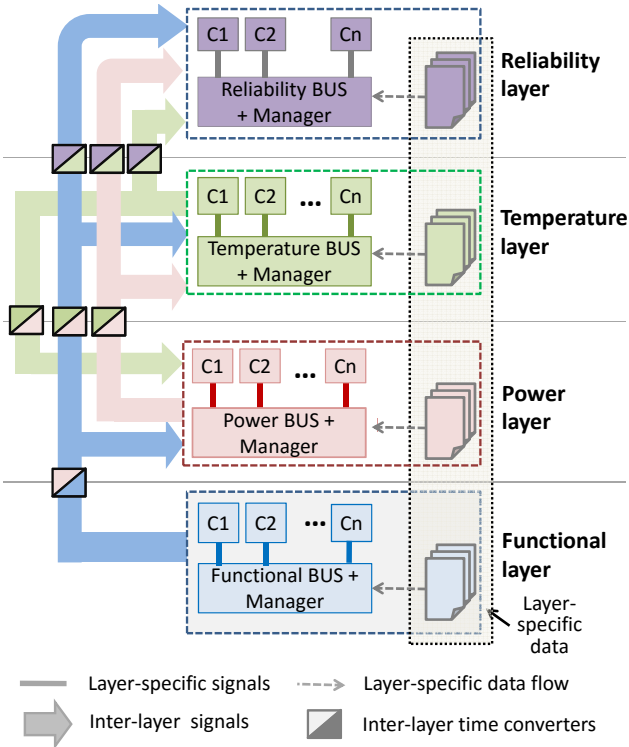 C1 C2 Cn
Reliability BUS
+ Manager
Reliability
layer
C1 C2 ... Cn
Temperature BUS
+ Manager
Temperature
layer
C1 C2 ... Cn
Power BUS +
Manager
Power
layer
C1 C2 ... Cn
Functional BUS +
Manager
Functional
layer
Layer-
specific
data
Layer-specific signals
Layer-specific data flow
Inter-layer signals
Inter-layer time converters